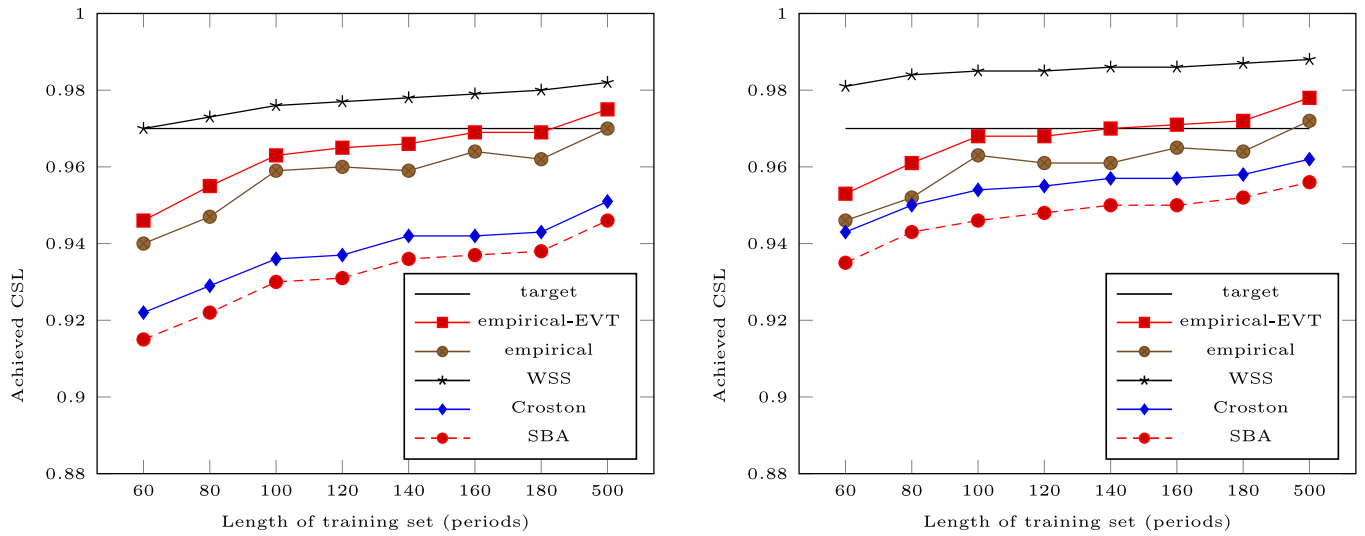 1
0.98
0.96
0.94
0.92
0.9
0.88
Achieved CSL
60 80 100 120 140 160 180 500
Length of training set (periods)
target
empirical-EVT
empirical
WSS
Croston
SBA
1
0.98
0.96
0.94
0.92
0.9
0.88
Achieved CSL
60 80 100 120 140 160 180 500
Length of training set (periods)
target
empirical-EVT
empirical
WSS
Croston
SBA